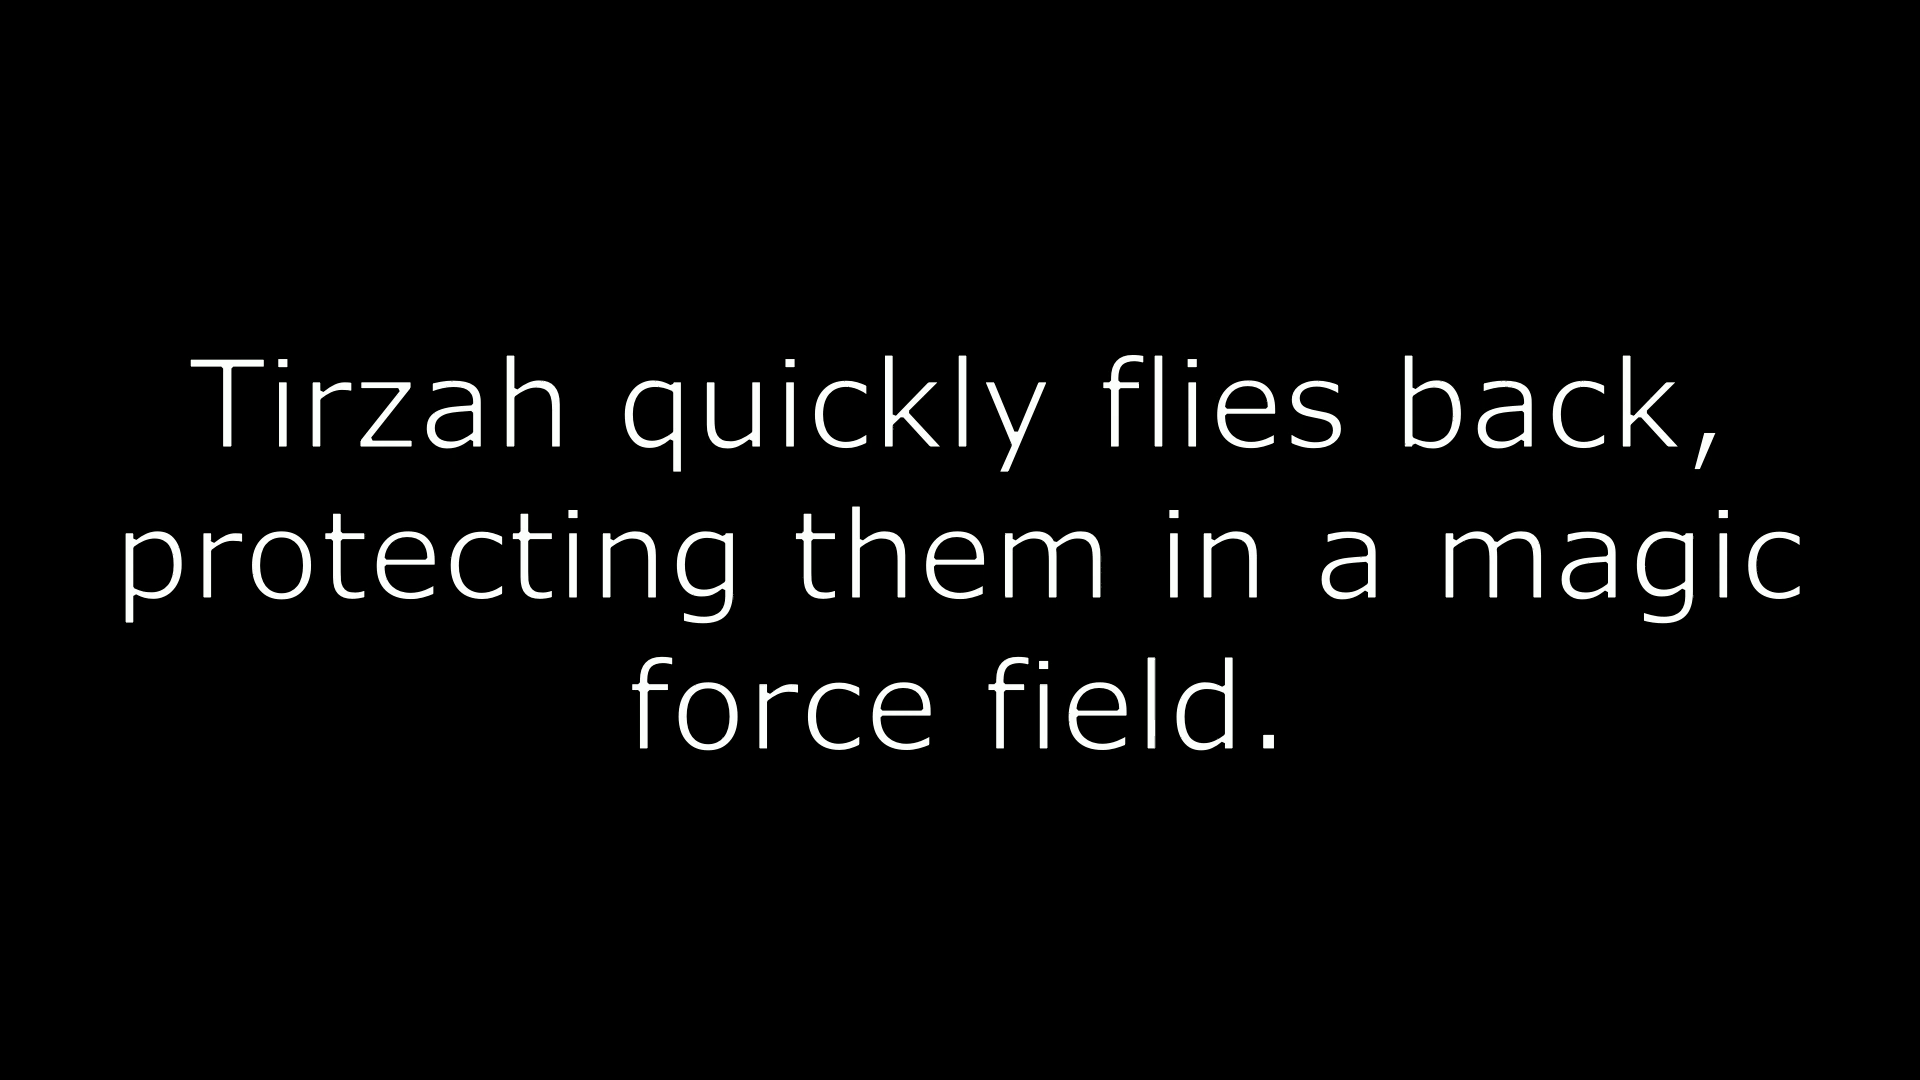 Tirzah quickly flies back,
protecting them in a magic
force field.